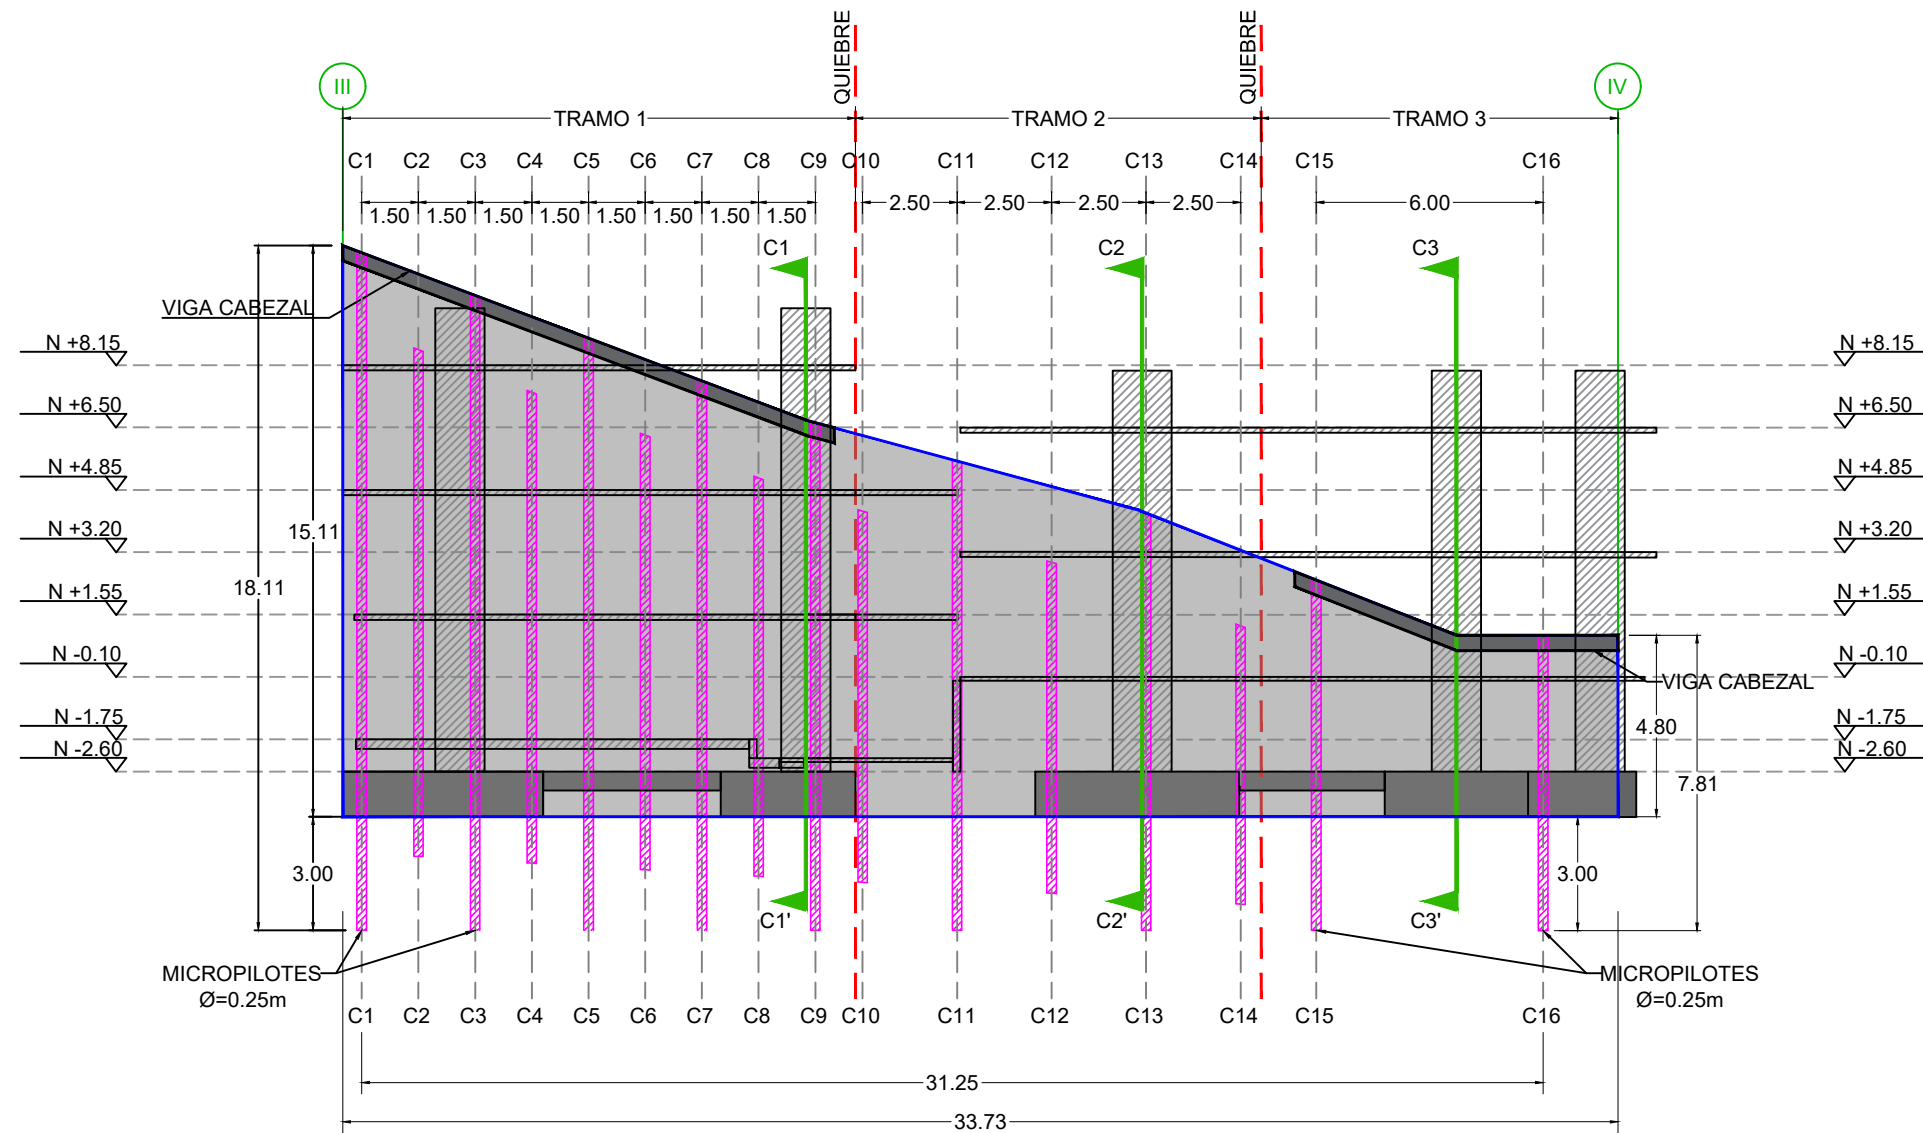 QUIEBRE
QUIEBRE
III
IV
TRAMO 1
TRAMO 2
TRAMO 3
C1 C2 C3 C4 C5 C6 C7 C8 C9 C10 C11 C12 C13 C14 C15 C16
1.50 1.50 1.50 1.50 1.50 1.50 1.50 1.50 2.50 2.50 2.50 2.50 6.00
C1 C2 C3
VIGA CABEZAL
N +8.15 N +8.15
N +6.50 N +6.50
N +4.85 N +4.85
N +3.20 N +3.20
15.11
18.11
N +1.55 N +1.55
N -0.10 N -0.10
VIGA CABEZAL
N -1.75 N -1.75
4.80
N -2.60 N -2.60
7.81
3.00 3.00
C1' C2' C3'
MICROPILOTES
Ø=0.25m
MICROPILOTES
Ø=0.25m
C1 C2 C3 C4 C5 C6 C7 C8 C9 C10 C11 C12 C13 C14 C15 C16
31.25
33.73